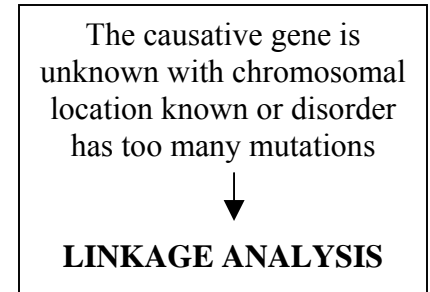 The causative gene is
unknown with chromosomal
location known or disorder
has too many mutations
LINKAGE ANALYSIS